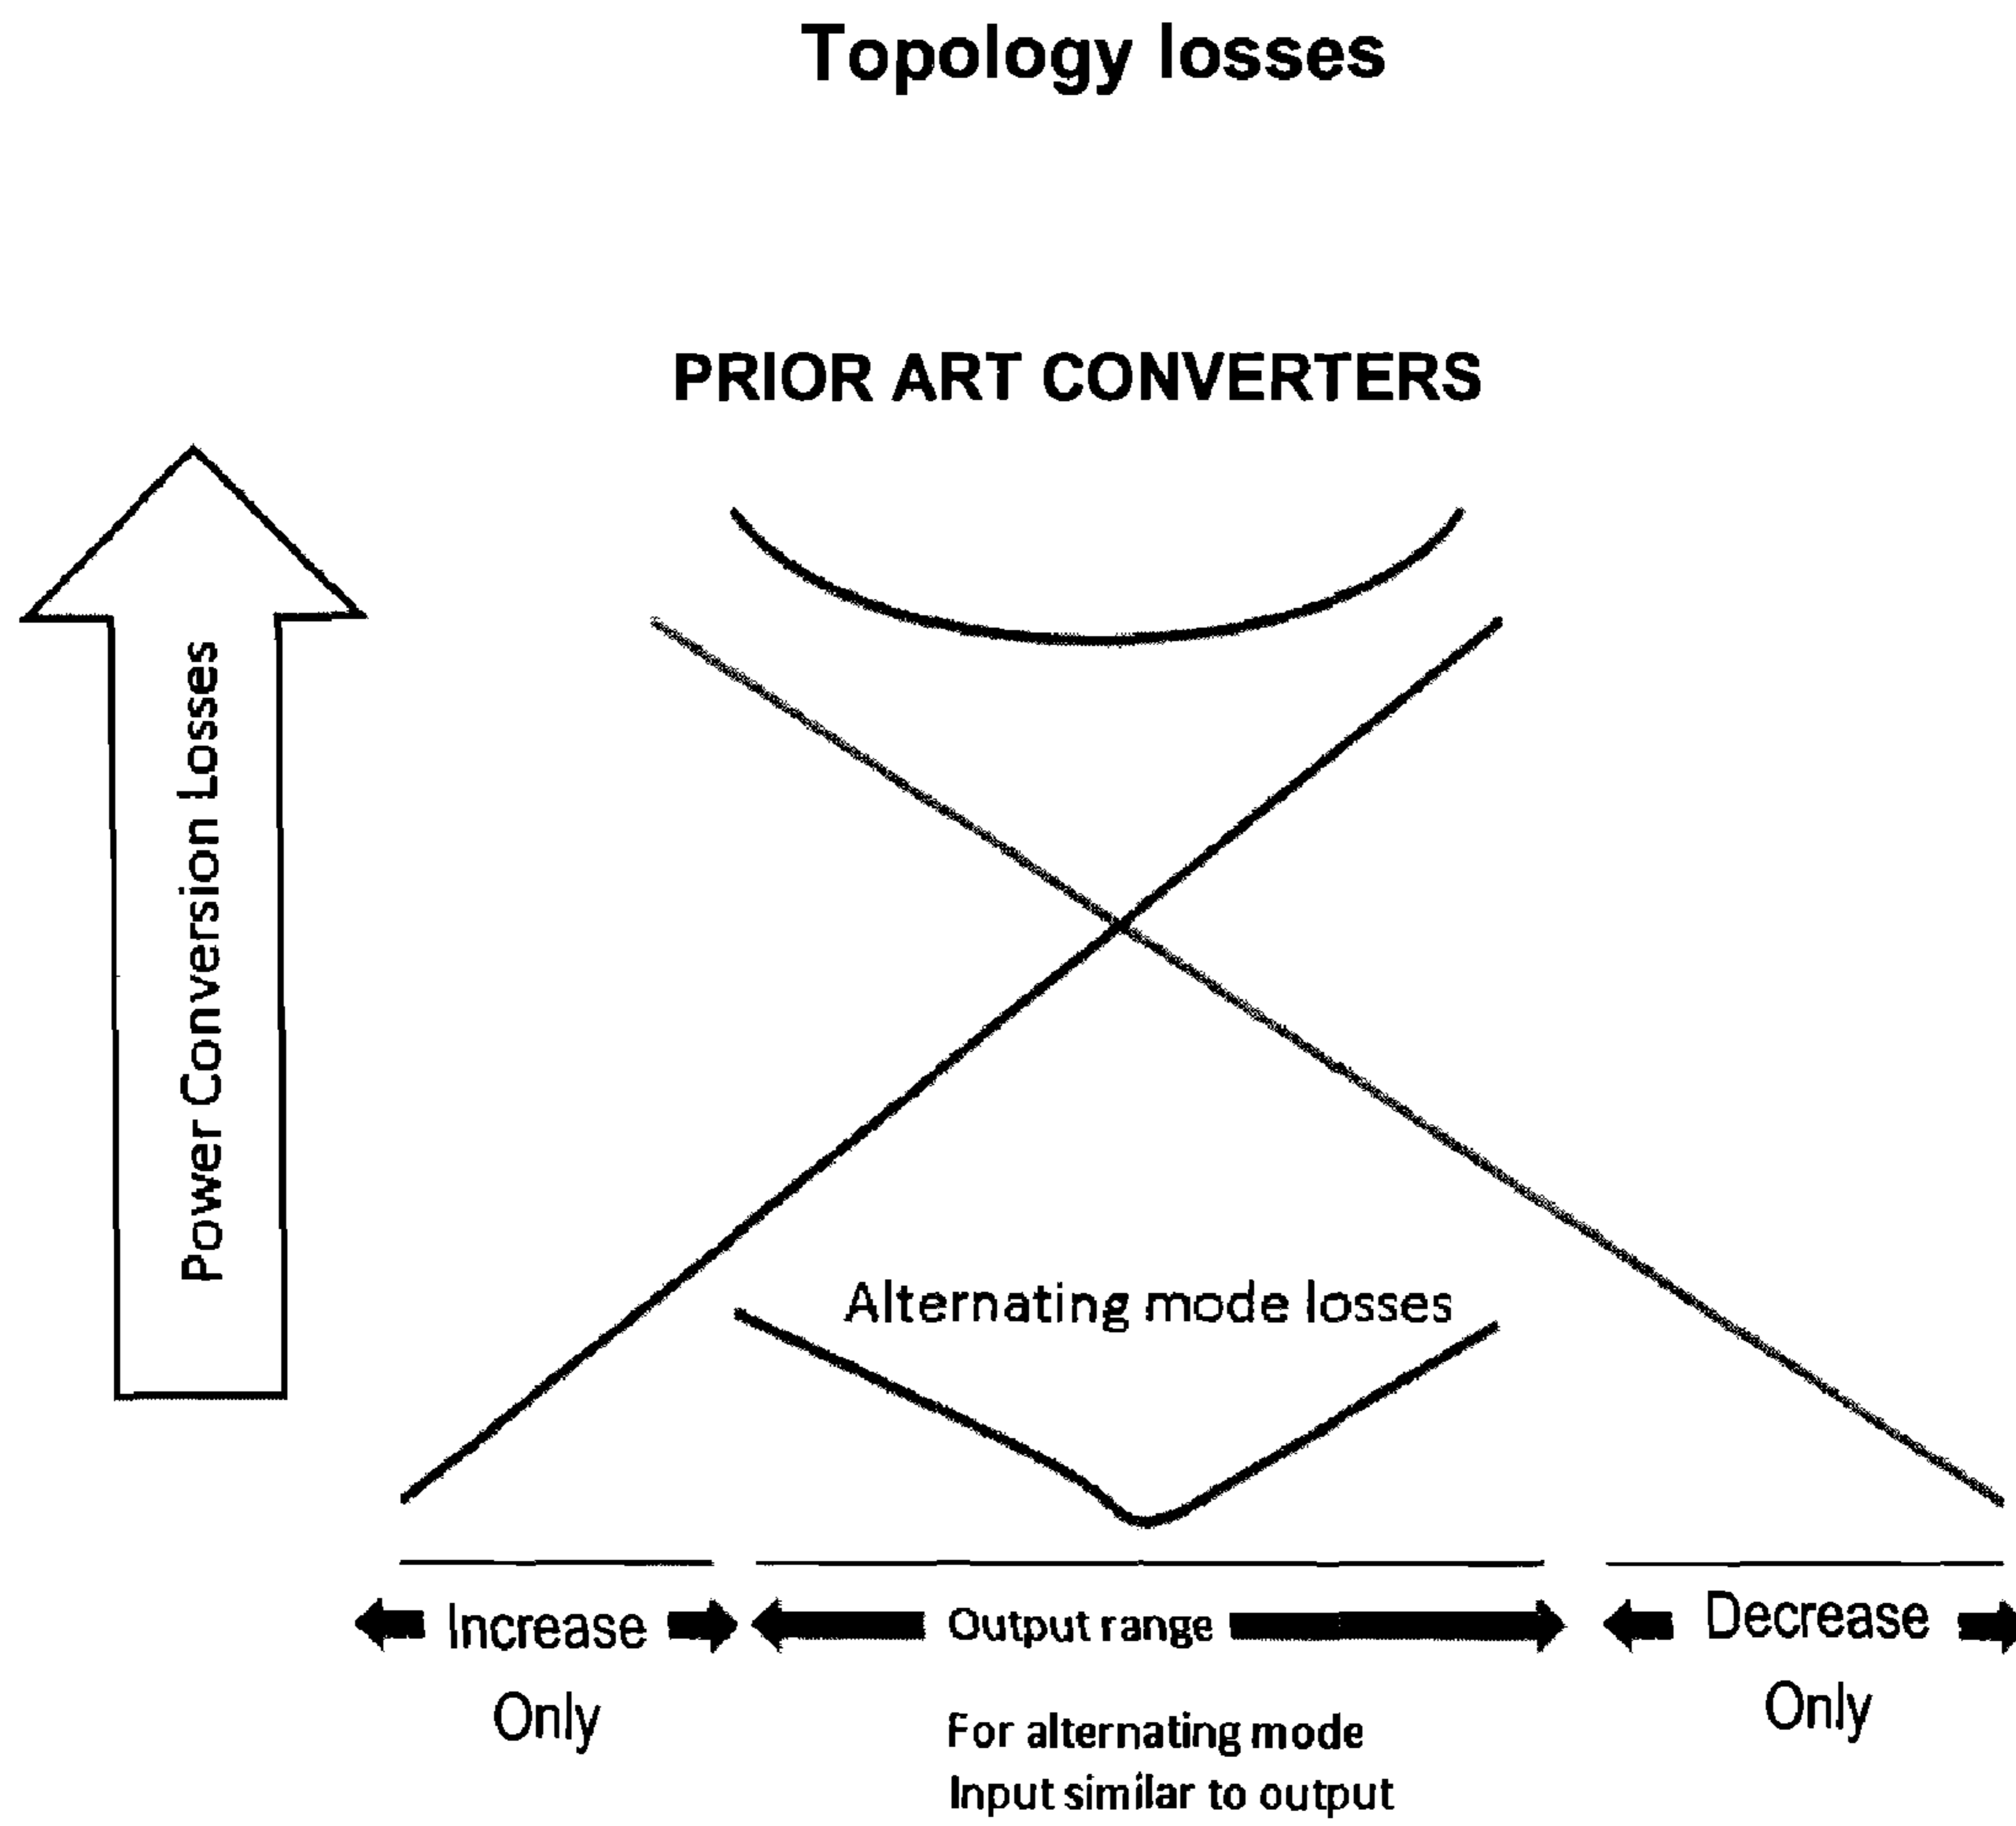 Topology losses
PRIOR ART CONVERTERS
Power Conversion Losses
Alternating mode losses
Increase
Only
Output range
For alternating mode
Input similar to output
Decrease
Only